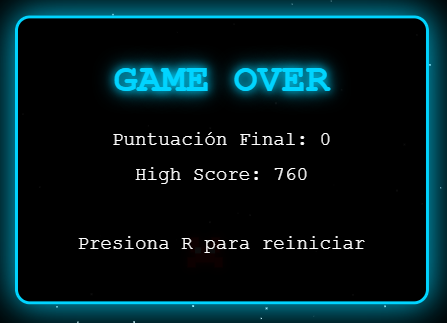 GAME OVER
Puntuación Final: 0
High Score: 760
Presiona R para reiniciar